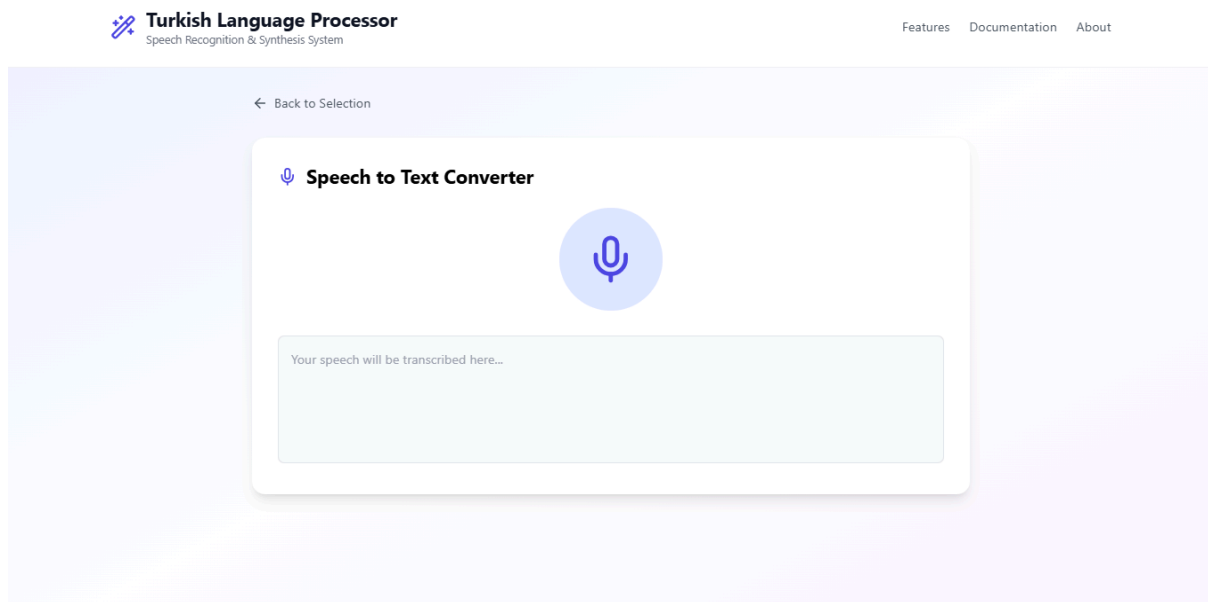 Turkish Language Processor
Speech Recognition & Synthesis System
Features Documentation About
Back to Selection
Speech to Text Converter
Your speech will be transcribed here...